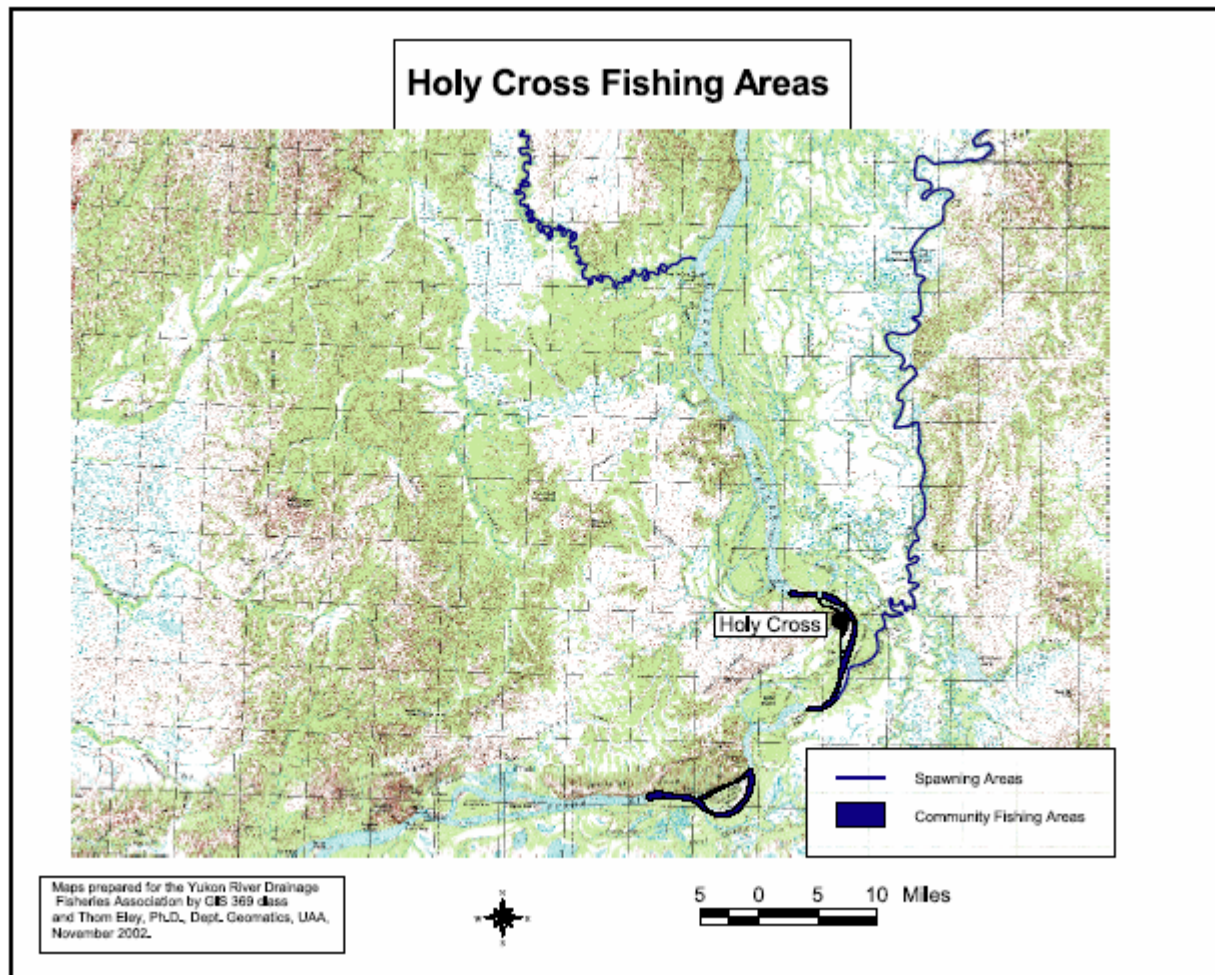 Holy Cross Fishing Areas
Holy Cross
Spawning Areas
Community Fishing Areas
Maps prepared for the Yukon River Drainage
Fisheries Association by GIS 369 class
and Thom Eley, Ph.D., Dept. Geomatics, UAA,
November 2002.
N
W E
S
5 0 5 10 Miles